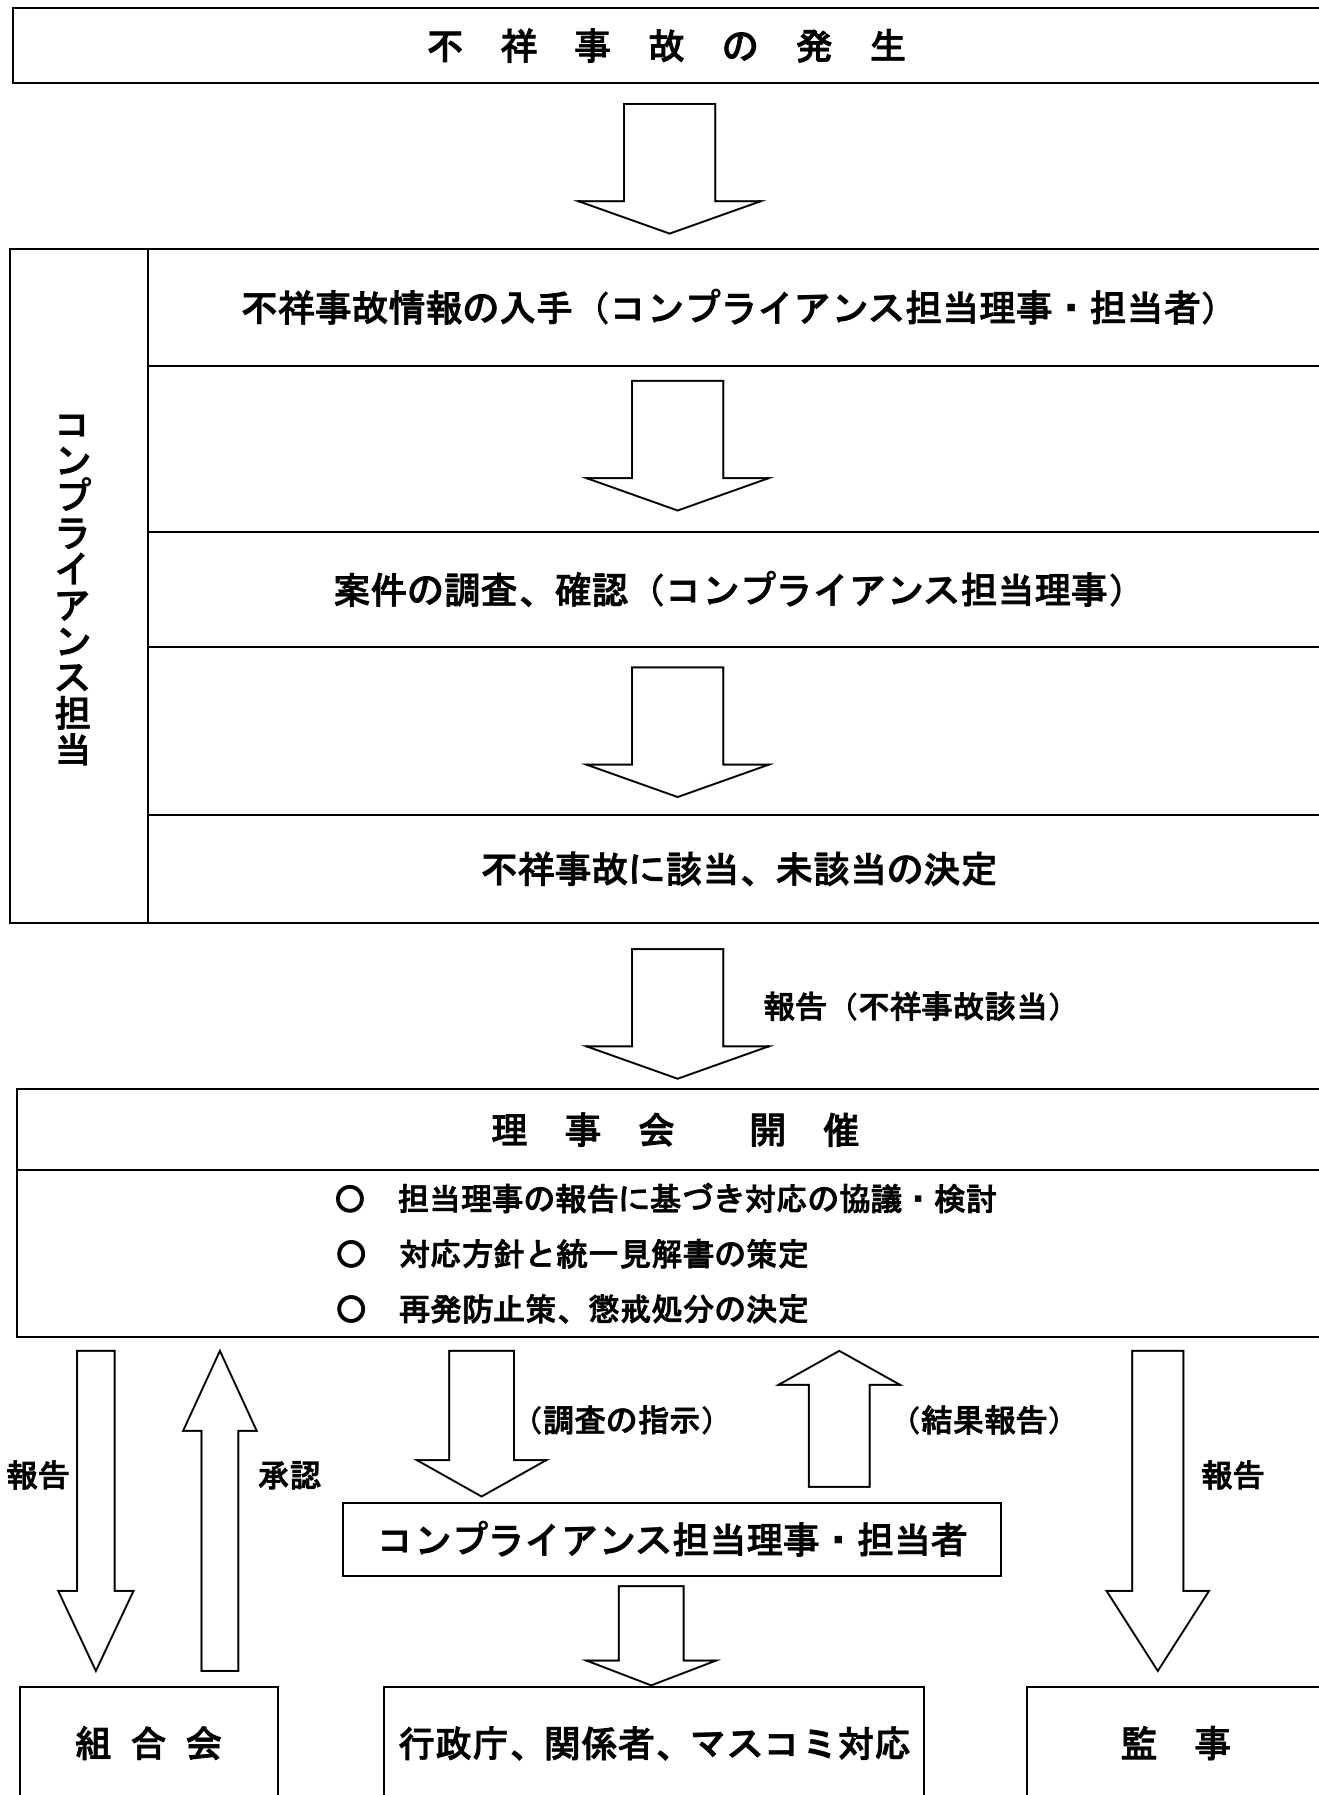 不　祥　事　故　の　発　生
コンプライアンス担当
不祥事故情報の入手（コンプライアンス担当理事・担当者）
案件の調査、確認（コンプライアンス担当理事）
不祥事故に該当、未該当の決定
報告（不祥事故該当）
理　事　会　　開　催
〇　担当理事の報告に基づき対応の協議・検討
〇　対応方針と統一見解書の策定
〇　再発防止策、懲戒処分の決定
（調査の指示）
（結果報告）
報告
承認
報告
コンプライアンス担当理事・担当者
組 合 会
行政庁、関係者、マスコミ対応
監　事